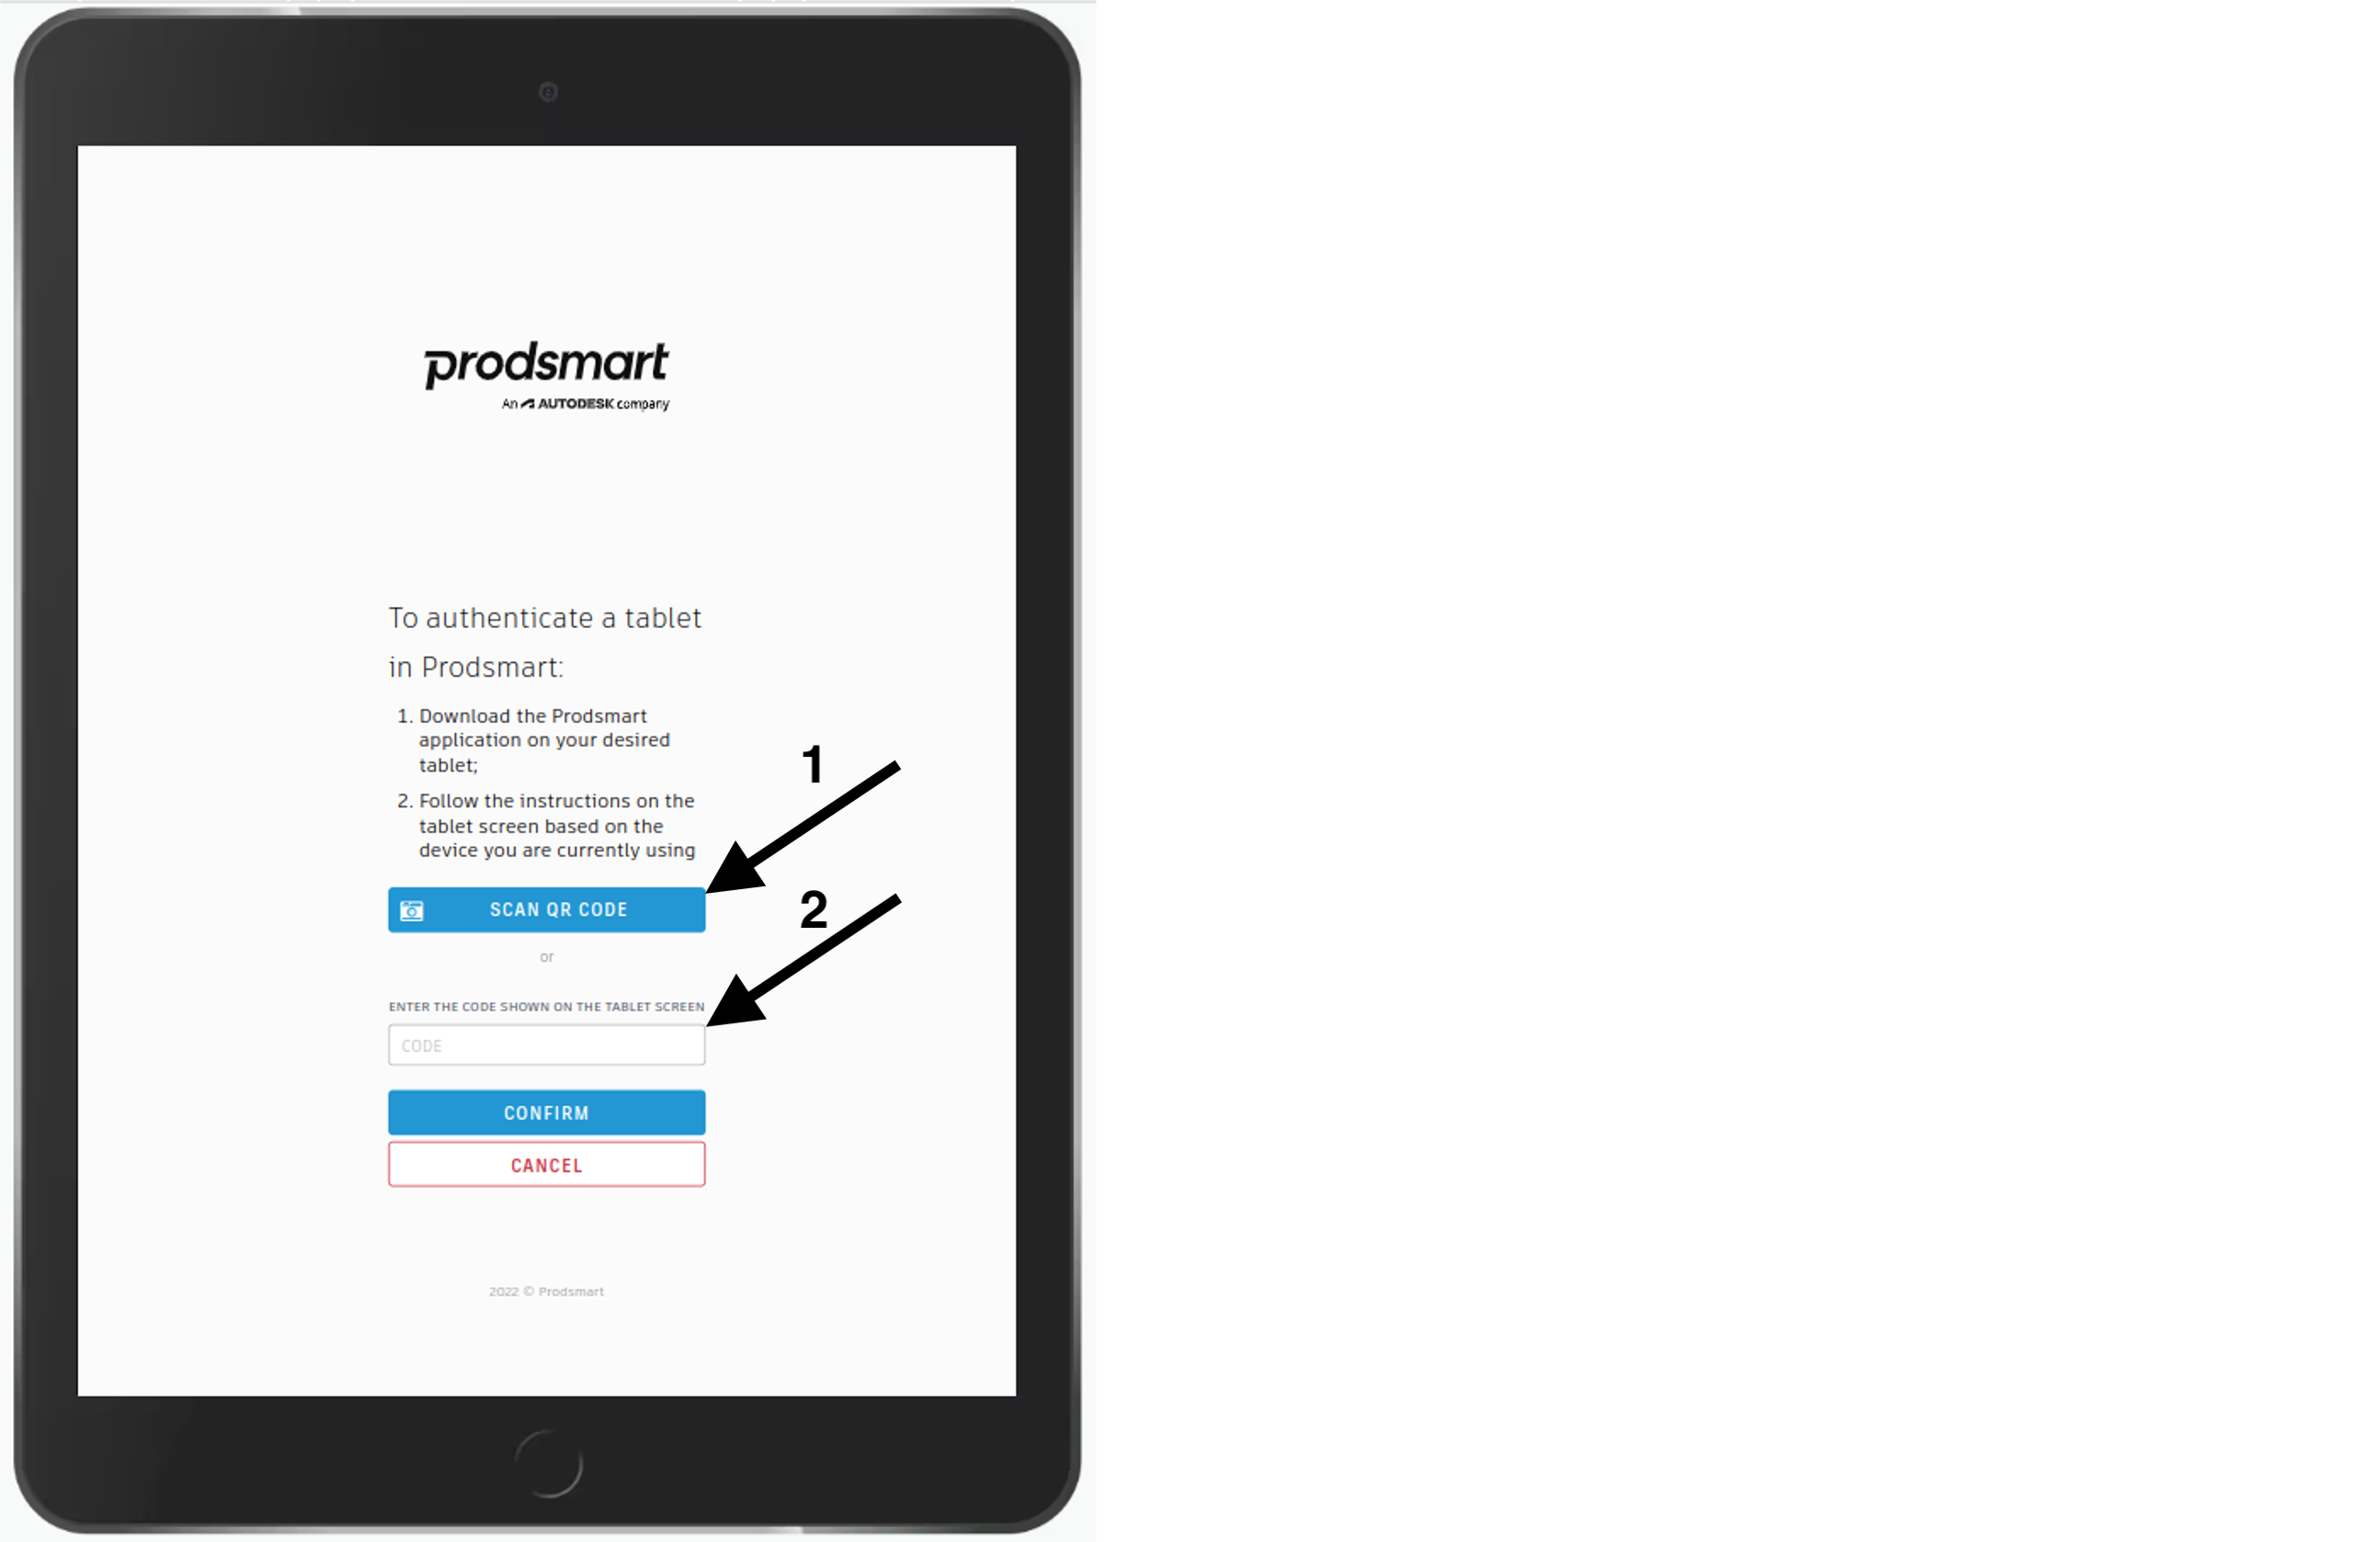 prodsmart
An AUTODESK company
To authenticate a tablet
in Prodsmart:
1. Download the Prodsmart
application on your desired
tablet;
2. Follow the instructions on the
tablet screen based on the
device you are currently using
1
SCAN QR CODE
2
or
ENTER THE CODE SHOWN ON THE TABLET SCREEN
CODE
CONFIRM
CANCEL
2022 © Prodsmart